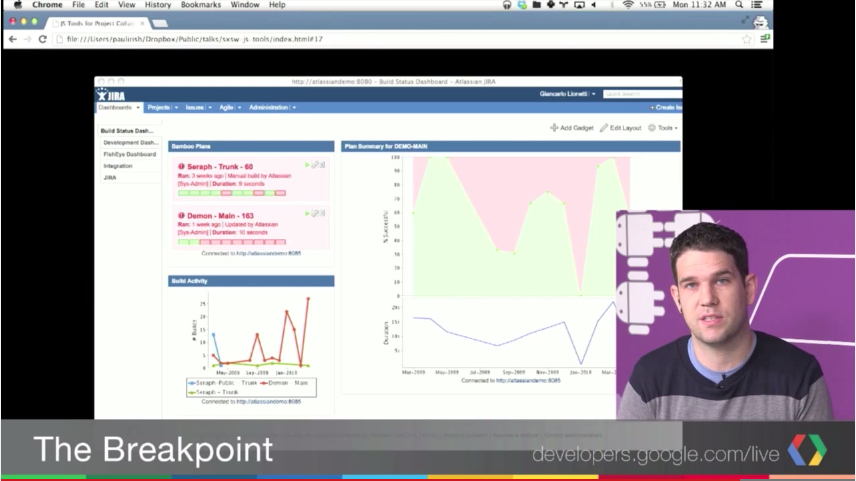 Chrome File Edit View History Bookmarks Window Help
55% Mon 11:32 AM
JS Tools for Project Collab
file:///Users/paulirish/Dropbox/Public/talks/sxsw js tools/index.html#17
http://atlassiandemo:8080 – Build Status Dashboard – Atlassian JIRA
JIRA
Giancarlo Lionetti
Dashboards Projects Issues Agile Administration
+ Create
Add Gadget Edit Layout Tools
Build Status Dash...
Development Dash...
FishEye Dashboard
Integration
JIRA
Bamboo Plans
Seraph - Trunk - 60
Ran: 3 weeks ago | Manual build by Atlassian
[Sys-Admin] | Duration: 9 seconds
Demon - Main - 163
Ran: 1 week ago | Updated by Atlassian
[Sys-Admin] | Duration: 10 seconds
Connected to http://atlassiandemo:8085
Build Activity
# Builds
25
20
15
10
5
0
May-2009 Sep-2009 Jan-2010
Seraph-Public - Trunk Demon - Main
Seraph - Trunk
Connected to http://atlassiandemo:8085
Plan Summary for DEMO-MAIN
% Successful
100
90
80
70
60
50
40
30
20
10
0
Duration
Mar-2009 May-2009 Jul-2009 Sep-2009 Nov-2009 Jan-2010
Connected to http://atlassiandemo:8085
The Breakpoint
developers.google.com/live